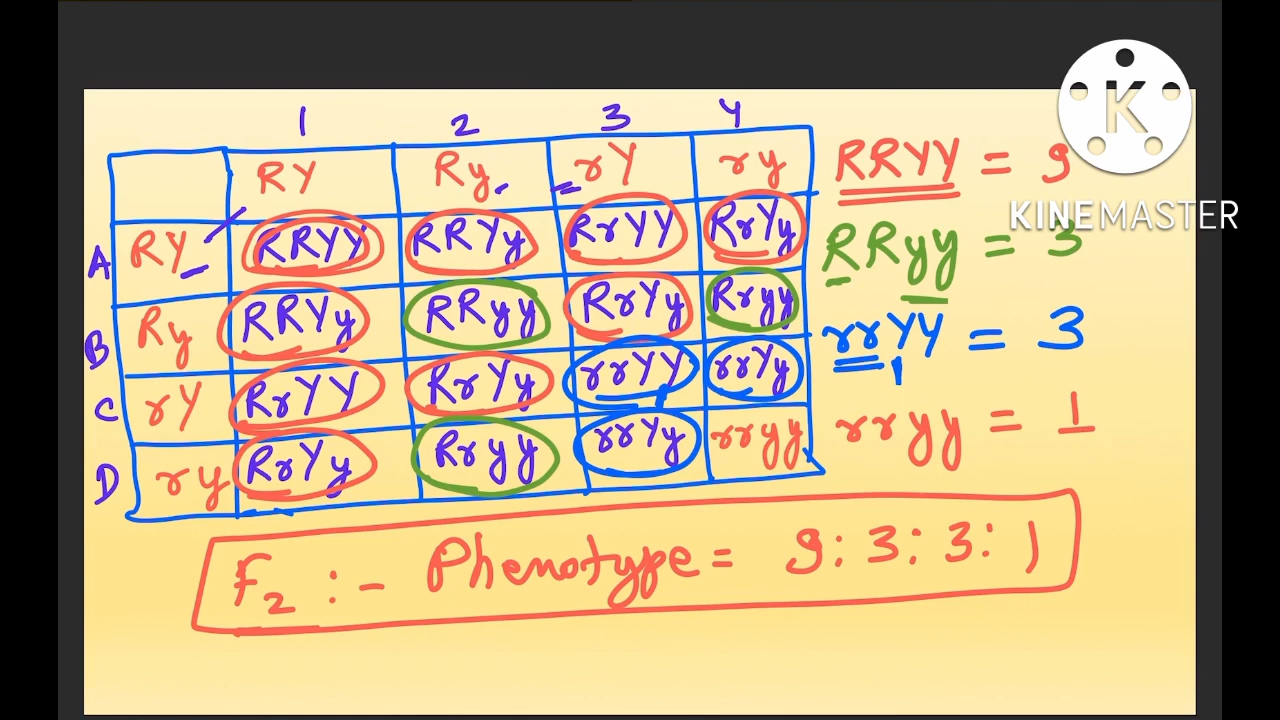 1 2 3 4
RY Ry rY ry
A RY RRYY RRYy RrYY RrYy
B Ry RRYy RRyy RrYy Rryy
C rY RrYY RrYy rrYY rrYy
D ry RrYy Rryy rrYy rryy
RRYY = 9
RRyy = 3
rrYY = 3
rryy = 1
F2 :- Phenotype = 9:3:3:1
K
KINEMASTER